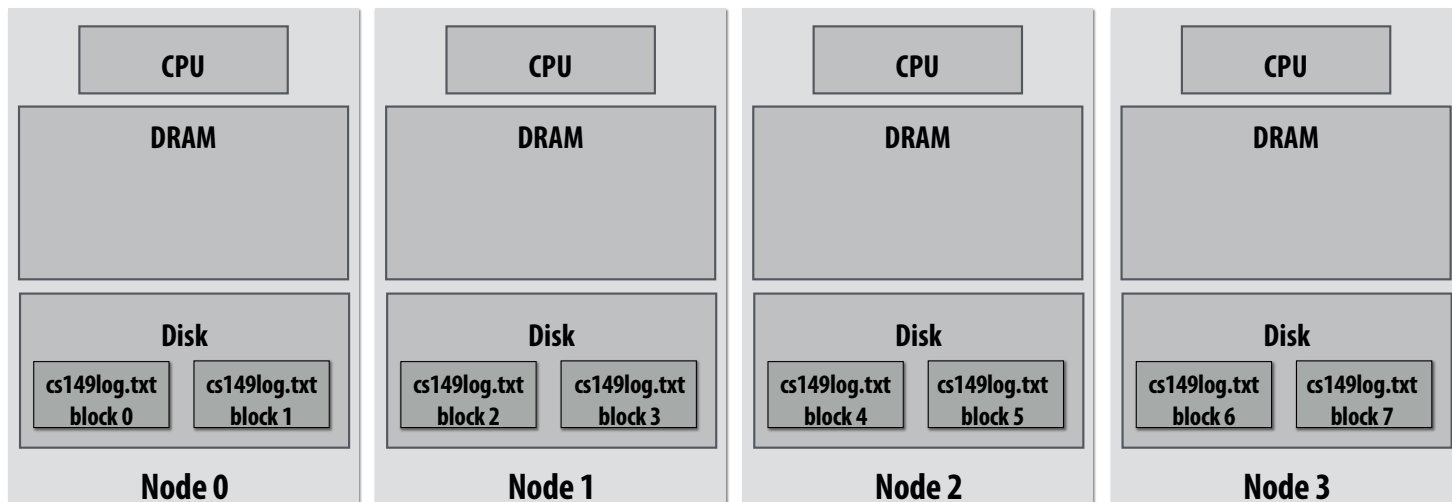 CPU
DRAM
Disk
cs149log.txt
block 0
cs149log.txt
block 1
Node 0
CPU
DRAM
Disk
cs149log.txt
block 2
cs149log.txt
block 3
Node 1
CPU
DRAM
Disk
cs149log.txt
block 4
cs149log.txt
block 5
Node 2
CPU
DRAM
Disk
cs149log.txt
block 6
cs149log.txt
block 7
Node 3